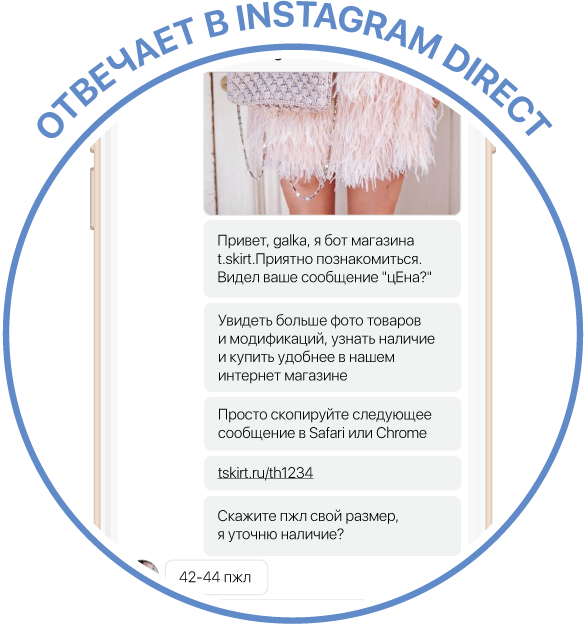 ОТВЕЧАЕТ В INSTAGRAM DIRECT
Привет, galka, я бот магазина
t.skirt.Приятно познакомиться.
Видел ваше сообщение "цЕна?"
Увидеть больше фото товаров
и модификаций, узнать наличие
и купить удобнее в нашем
интернет магазине
Просто скопируйте следующее
сообщение в Safari или Chrome
tskirt.ru/th1234
Скажите пжл свой размер,
я уточню наличие?
42-44 пжл